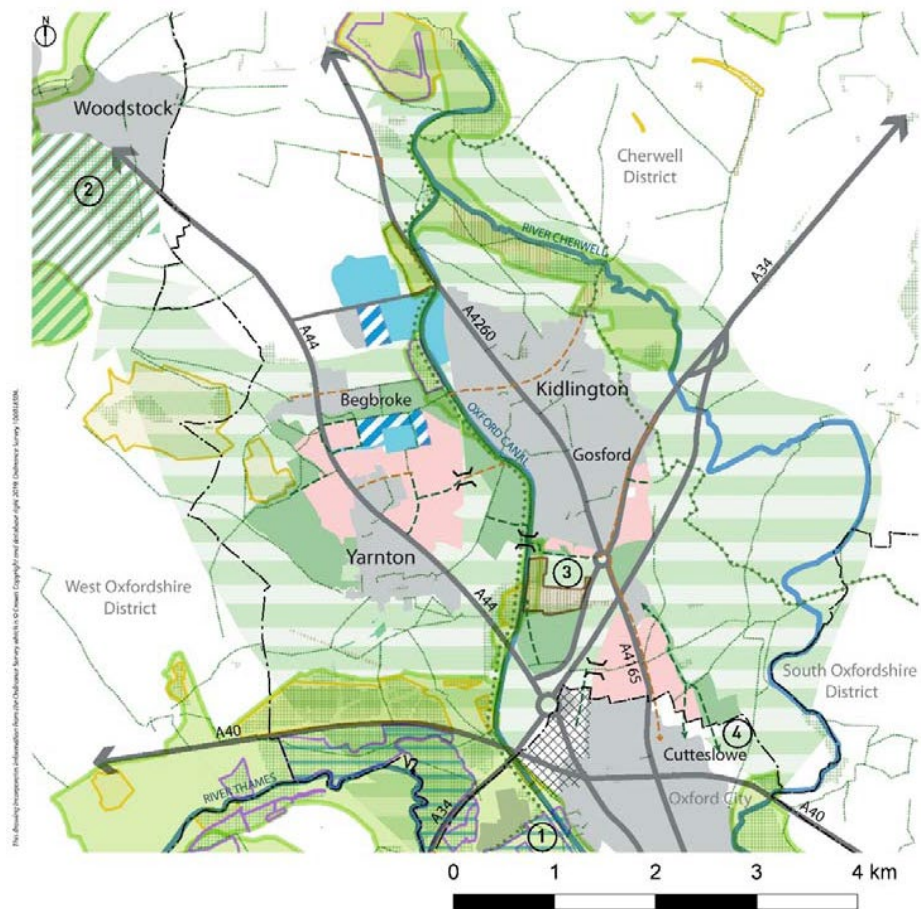 N
Woodstock
2
Cherwell
District
RIVER CHERWELL
A34
A44
A4260
Kidlington
Begbroke
OXFORD CANAL
Gosford
Yarnton
3
West Oxfordshire
District
A44
A4165
South Oxfordshire
District
4
Cutteslowe
A40
RIVER THAMES
A34
Oxford City
A40
1
0 1 2 3 4 km